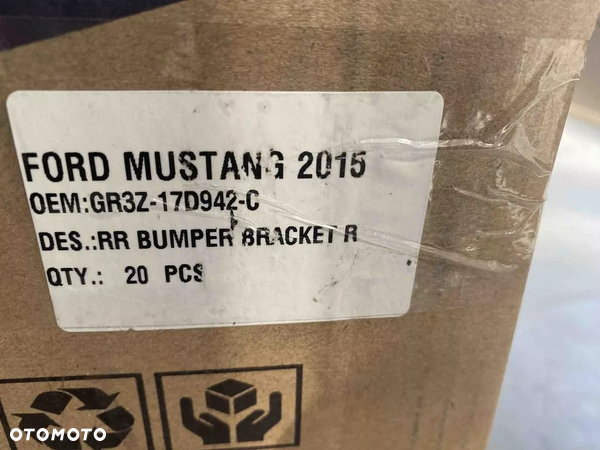 FORD MUSTANG 2015
OEM:GR3Z-17D942-C
DES.:RR BUMPER BRACKET R
QTY.: 20 PCS
OTOMOTO